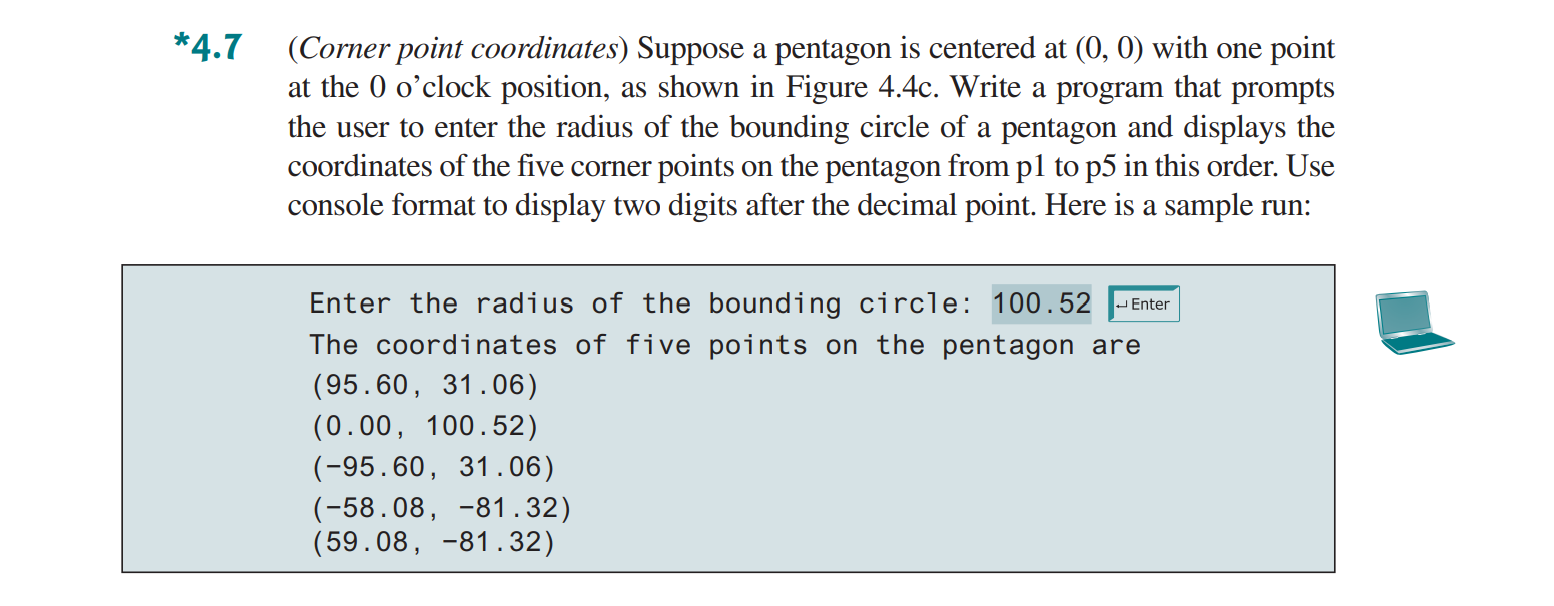 *4.7 (Corner point coordinates) Suppose a pentagon is centered at (0, 0) with one point
at the 0 o’clock position, as shown in Figure 4.4c. Write a program that prompts
the user to enter the radius of the bounding circle of a pentagon and displays the
coordinates of the five corner points on the pentagon from p1 to p5 in this order. Use
console format to display two digits after the decimal point. Here is a sample run:
Enter the radius of the bounding circle: 100.52 ↵ Enter
The coordinates of five points on the pentagon are
(95.60, 31.06)
(0.00, 100.52)
(−95.60, 31.06)
(−58.08, −81.32)
(59.08, −81.32)